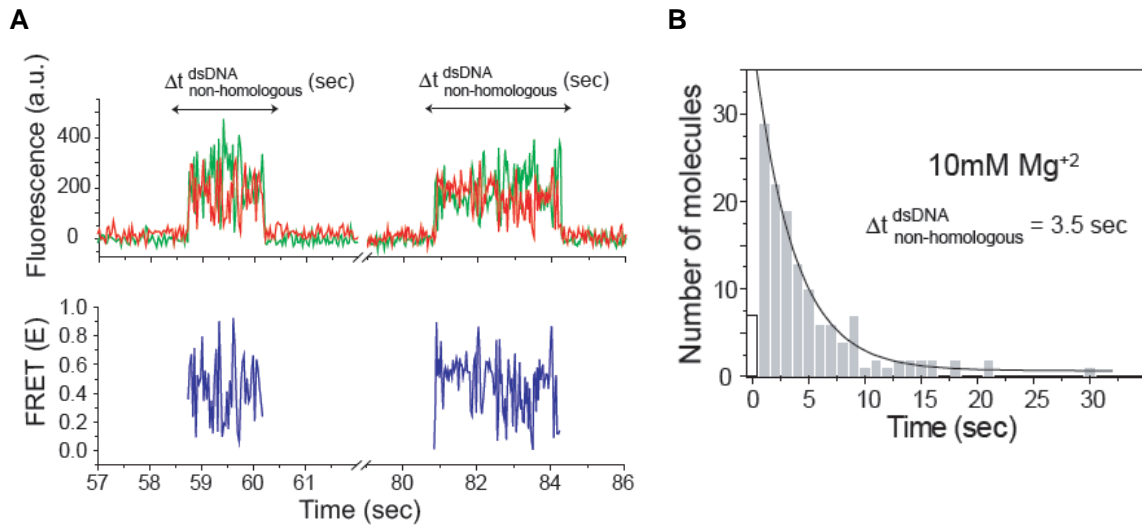 A
B
Δt dsDNA non-homologous (sec)
Δt dsDNA non-homologous (sec)
Fluorescence (a.u.)
400
200
0
FRET (E)
1.0
0.8
0.6
0.4
0.2
0.0
57 58 59 60 61 80 82 84 86
Time (sec)
Number of molecules
30
20
10
0
10mM Mg+2
Δt dsDNA non-homologous = 3.5 sec
0 5 10 15 20 25 30
Time (sec)